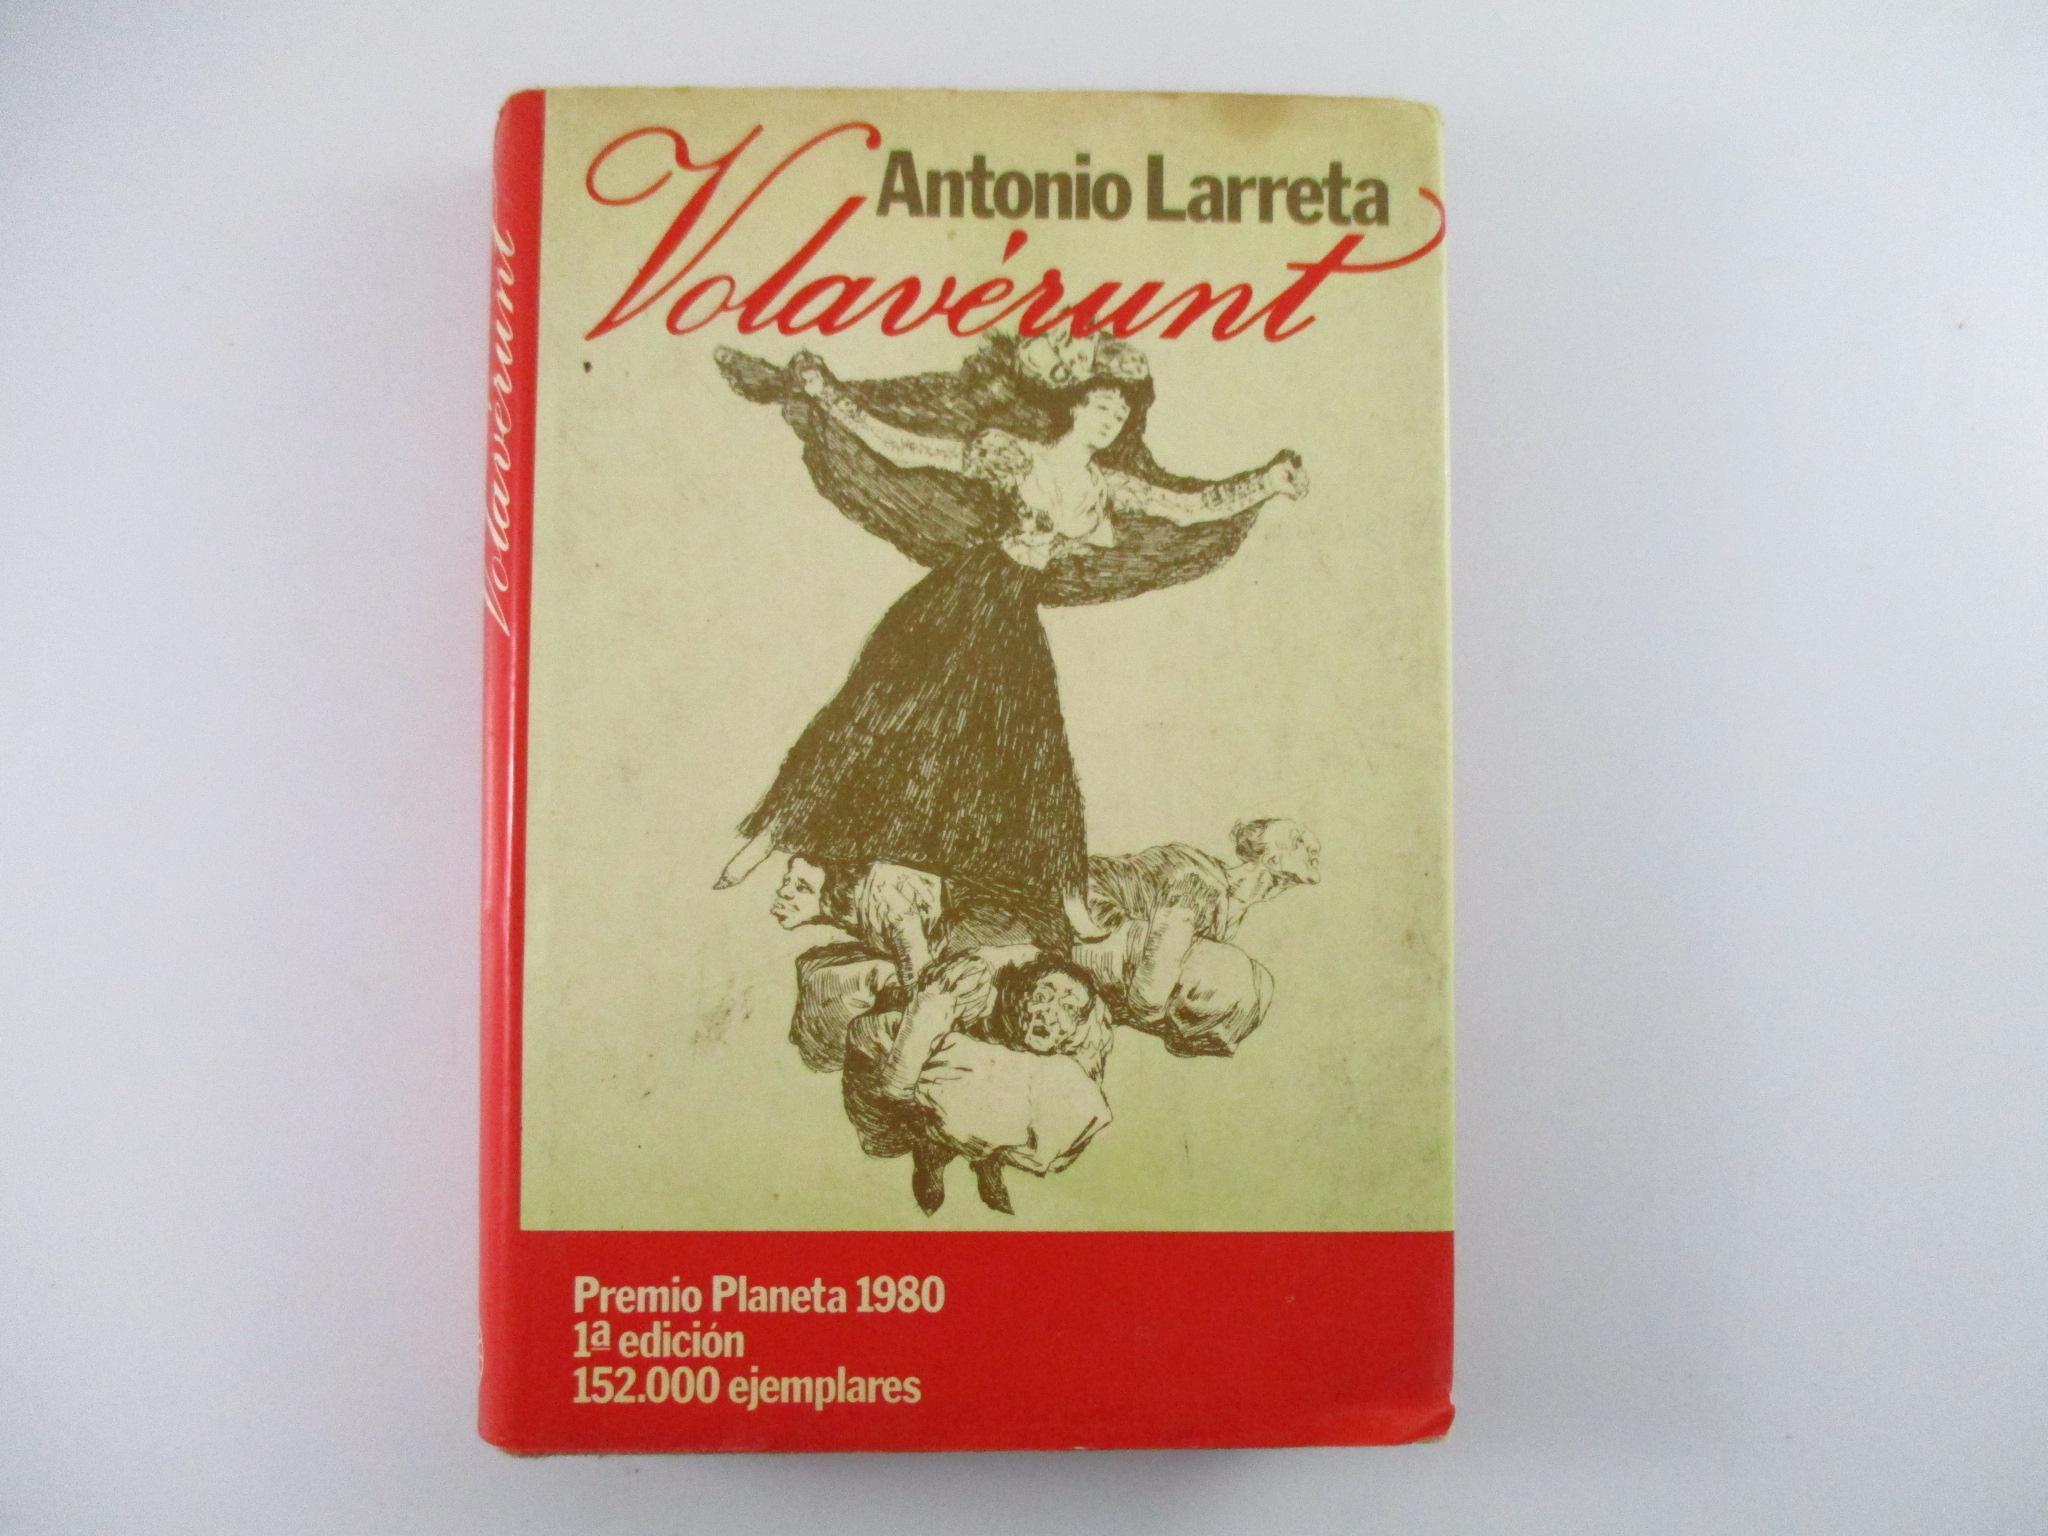 Antonio Larreta
Volavérunt
Premio Planeta 1980
1ª edición
152.000 ejemplares
Volavérunt